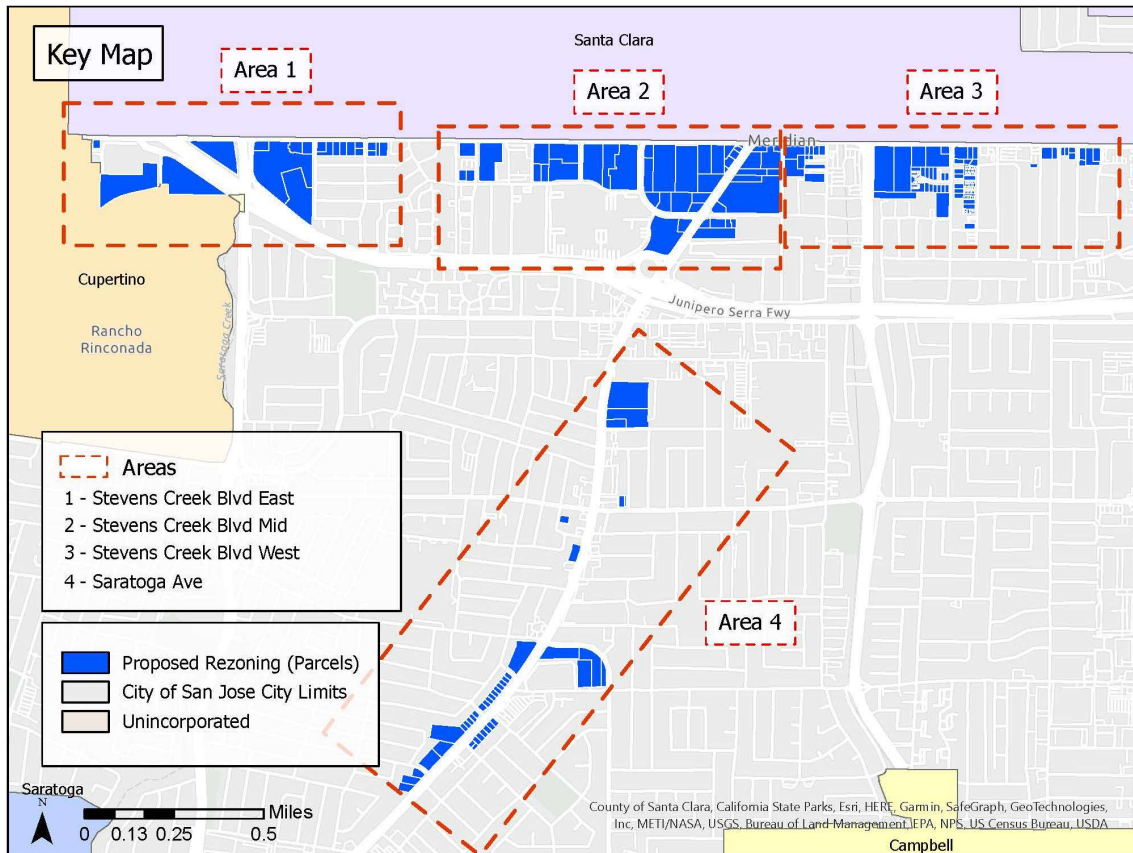 Key Map
Santa Clara
Area 1
Area 2
Area 3
Meridian
Cupertino
Rancho
Rinconada
Saratoga Creek
Junipero Serra Fwy
Areas
1 - Stevens Creek Blvd East
2 - Stevens Creek Blvd Mid
3 - Stevens Creek Blvd West
4 - Saratoga Ave
Area 4
Proposed Rezoning (Parcels)
City of San Jose City Limits
Unincorporated
Saratoga
N
Miles
0 0.13 0.25 0.5
County of Santa Clara, California State Parks, Esri, HERE, Garmin, SafeGraph, GeoTechnologies,
Inc, METI/NASA, USGS, Bureau of Land Management, EPA, NPS, US Census Bureau, USDA
Campbell